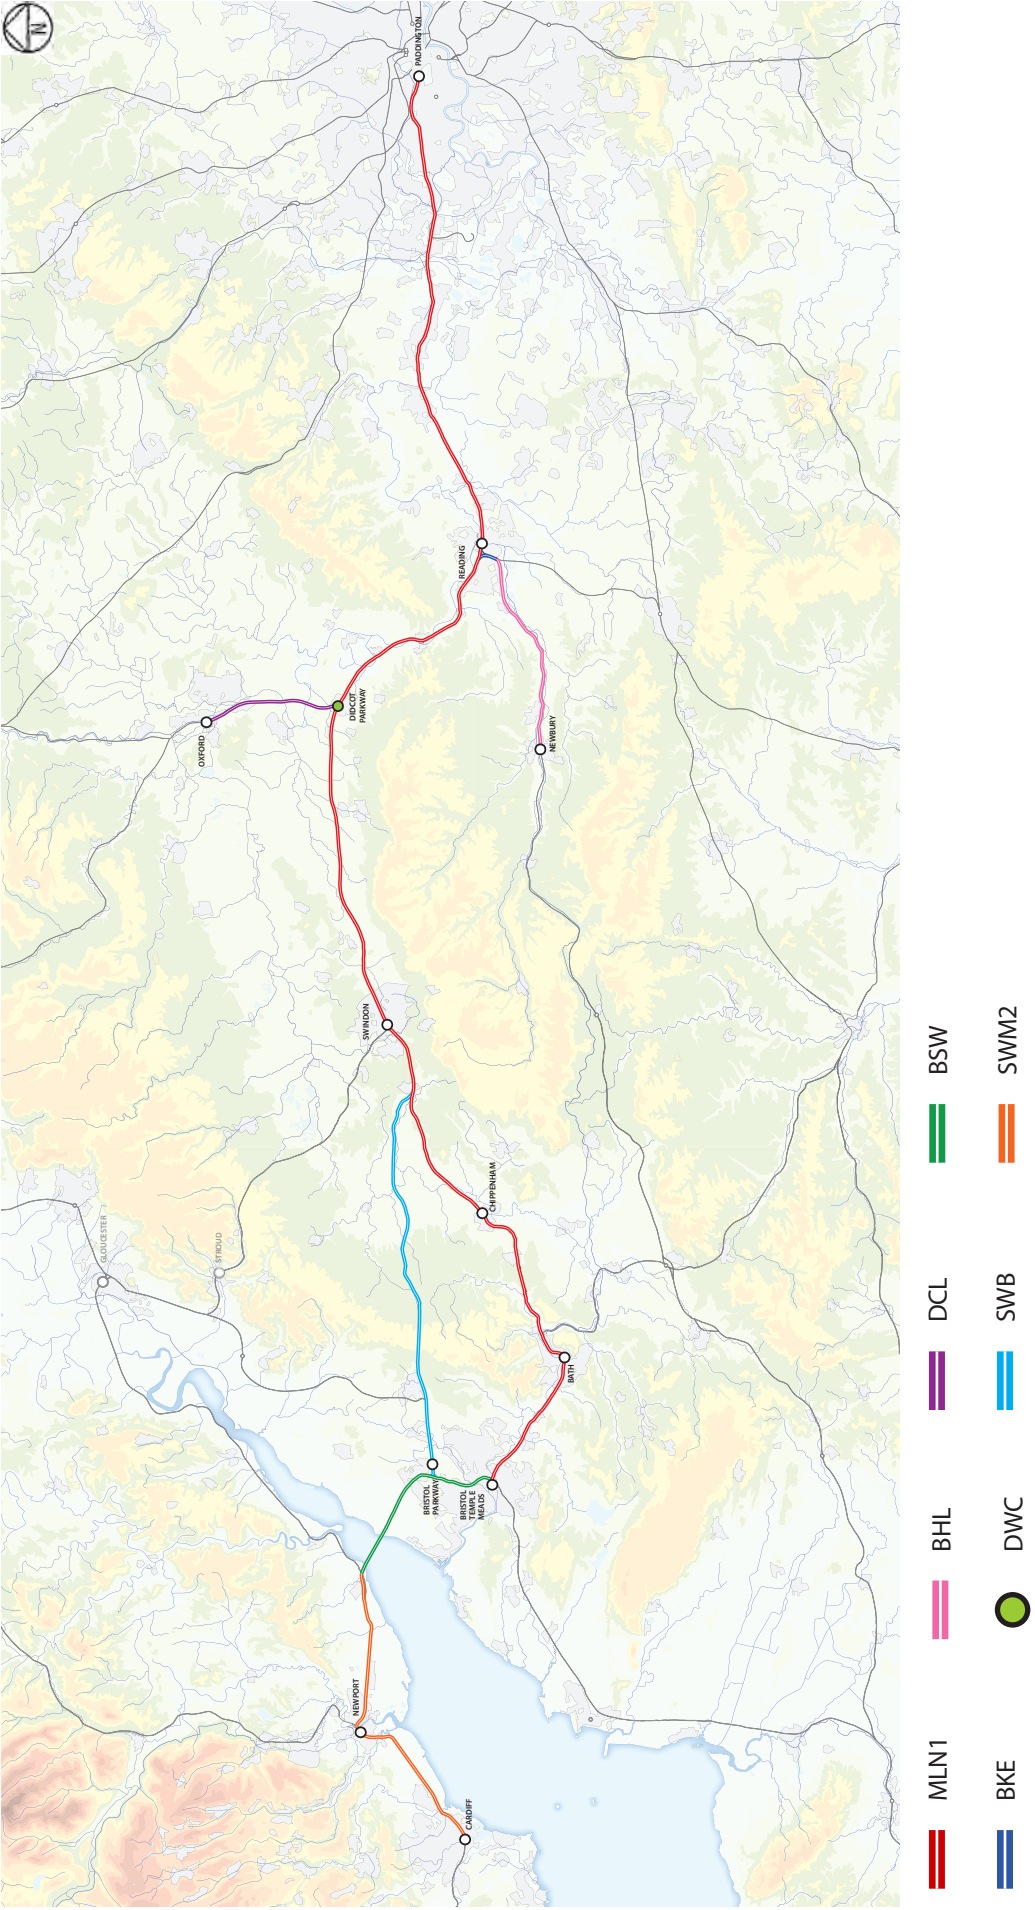 N
PADDINGTON
READING
DIDCOT
PARKWAY
OXFORD
NEWBURY
SWINDON
CHIPPENHAM
GLOUCESTER
STROUD
BATH
BRISTOL
PARKWAY
BRISTOL
TEMPLE
MEADS
NEWPORT
CARDIFF
MLN1
BHL
DCL
BSW
BKE
DWC
SWB
SWM2